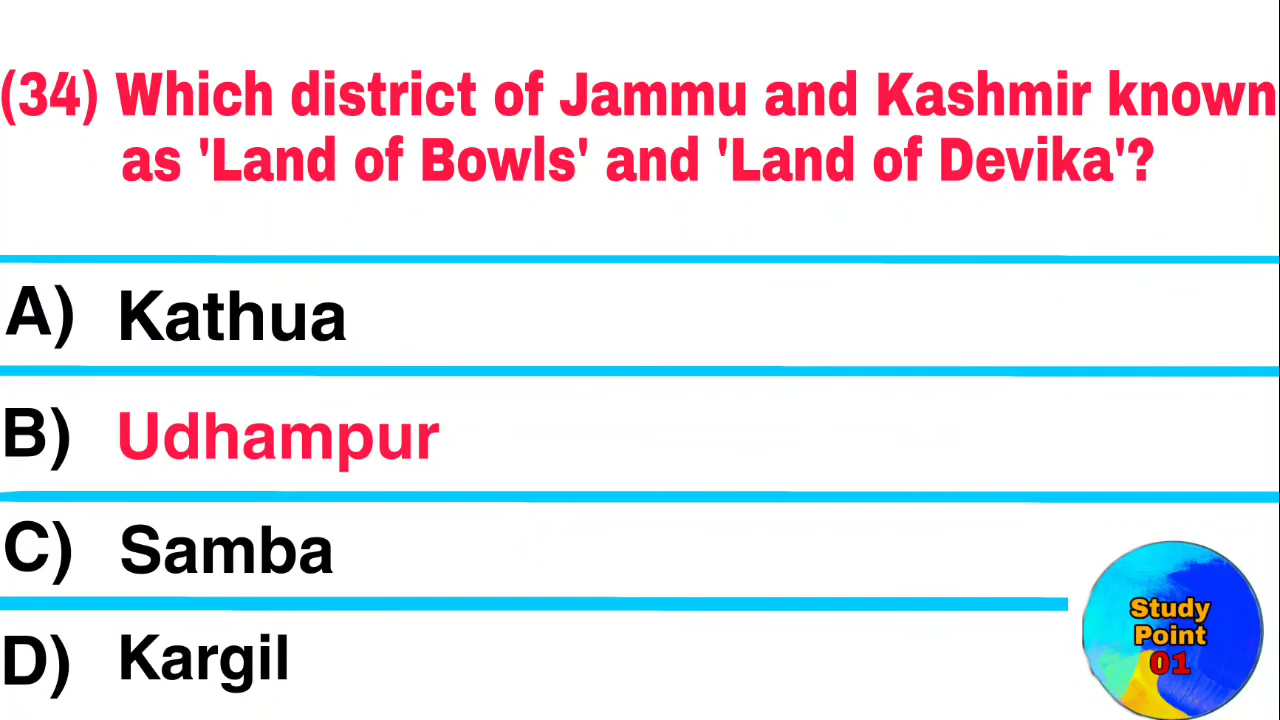 (34) Which district of Jammu and Kashmir known
as 'Land of Bowls' and 'Land of Devika'?
A) Kathua
B) Udhampur
C) Samba
D) Kargil
Study
Point
01